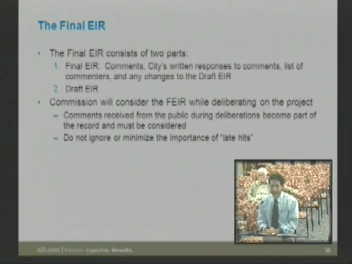 The Final EIR
• The Final EIR consists of two parts:
1. Final EIR: Comments, City's written responses to comments, list of
commenters, and any changes to the Draft EIR
2. Draft EIR
• Commission will consider the FEIR while deliberating on the project
– Comments received from the public during deliberations become part of
the record and must be considered
– Do not ignore or minimize the importance of "late hits"
Focused. Expertise. Results.